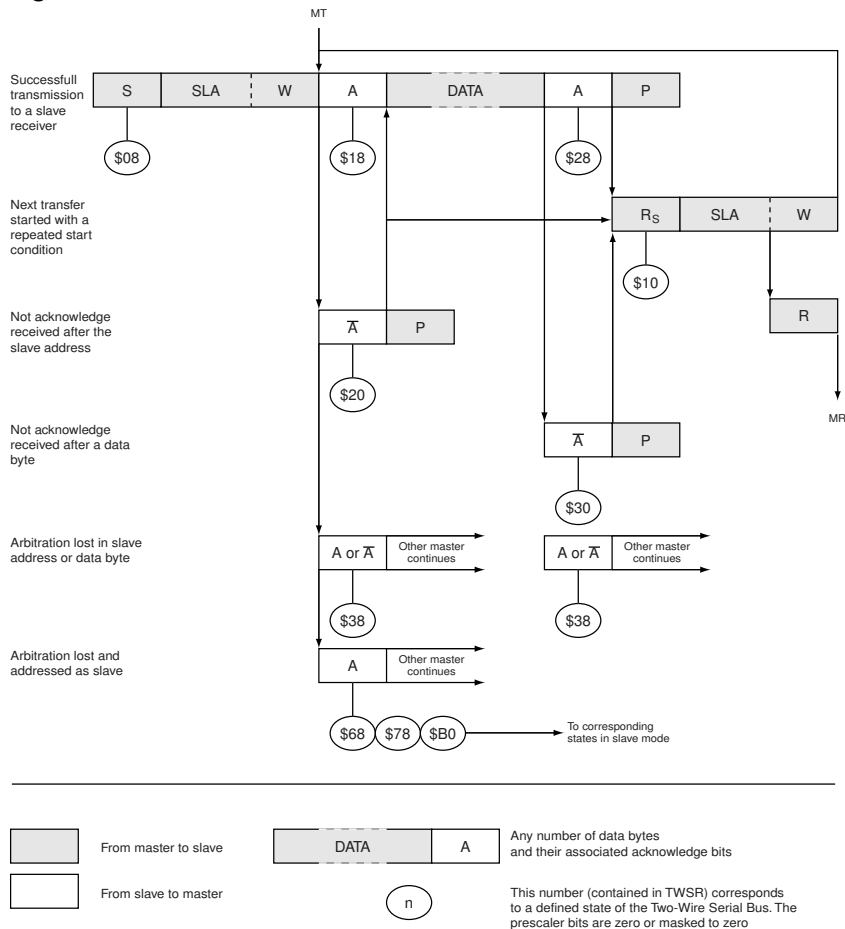 MT
Successfull
transmission
to a slave
receiver
S SLA W A DATA A P
$08 $18 $28
Next transfer
started with a
repeated start
condition
RS SLA W
$10
Not acknowledge
received after the
slave address
A̅ P
R
$20
MR
Not acknowledge
received after a data
byte
A̅ P
$30
Arbitration lost in slave
address or data byte
A or A̅ Other master
continues
A or A̅ Other master
continues
$38 $38
Arbitration lost and
addressed as slave
A Other master
continues
$68 $78 $B0
To corresponding
states in slave mode
From master to slave
DATA A
Any number of data bytes
and their associated acknowledge bits
From slave to master
n
This number (contained in TWSR) corresponds
to a defined state of the Two-Wire Serial Bus. The
prescaler bits are zero or masked to zero